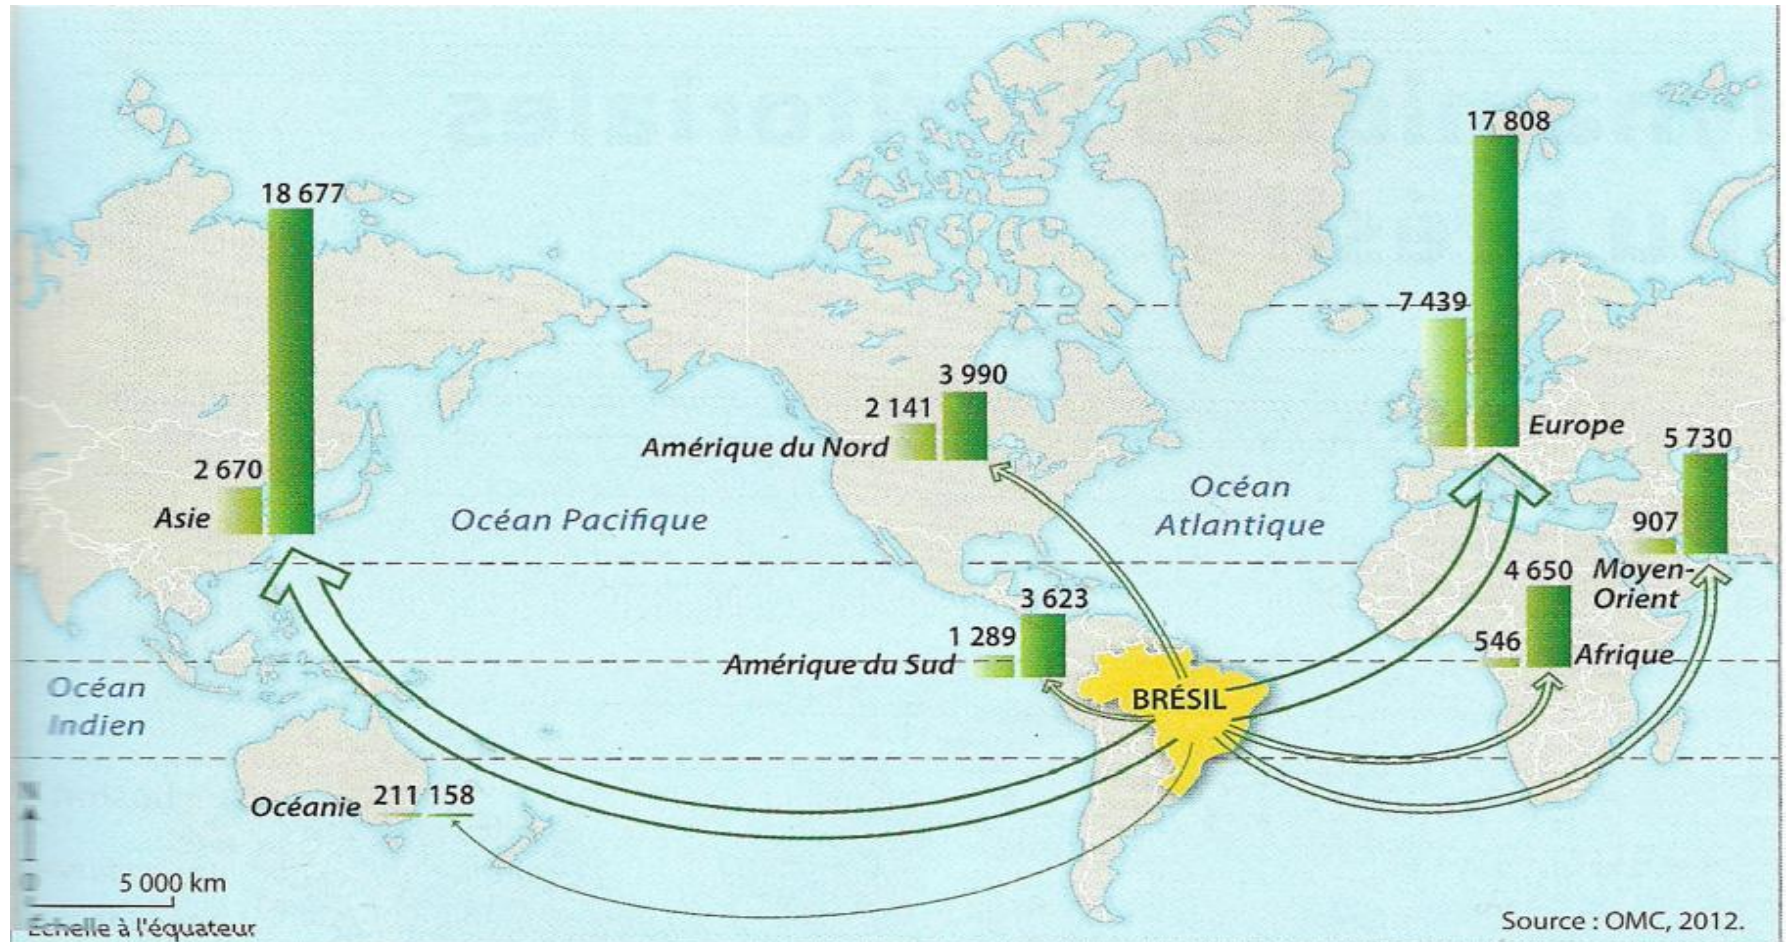 17 808
18 677
7 439
3 990
2 141
Amérique du Nord
Europe
5 730
2 670
Asie
Océan Pacifique
Océan
Atlantique
907
Moyen-
Orient
4 650
3 623
1 289
Amérique du Sud
546
Afrique
BRÉSIL
Océan
Indien
Océanie
211
158
5 000 km
Échelle à l'équateur
Source : OMC, 2012.